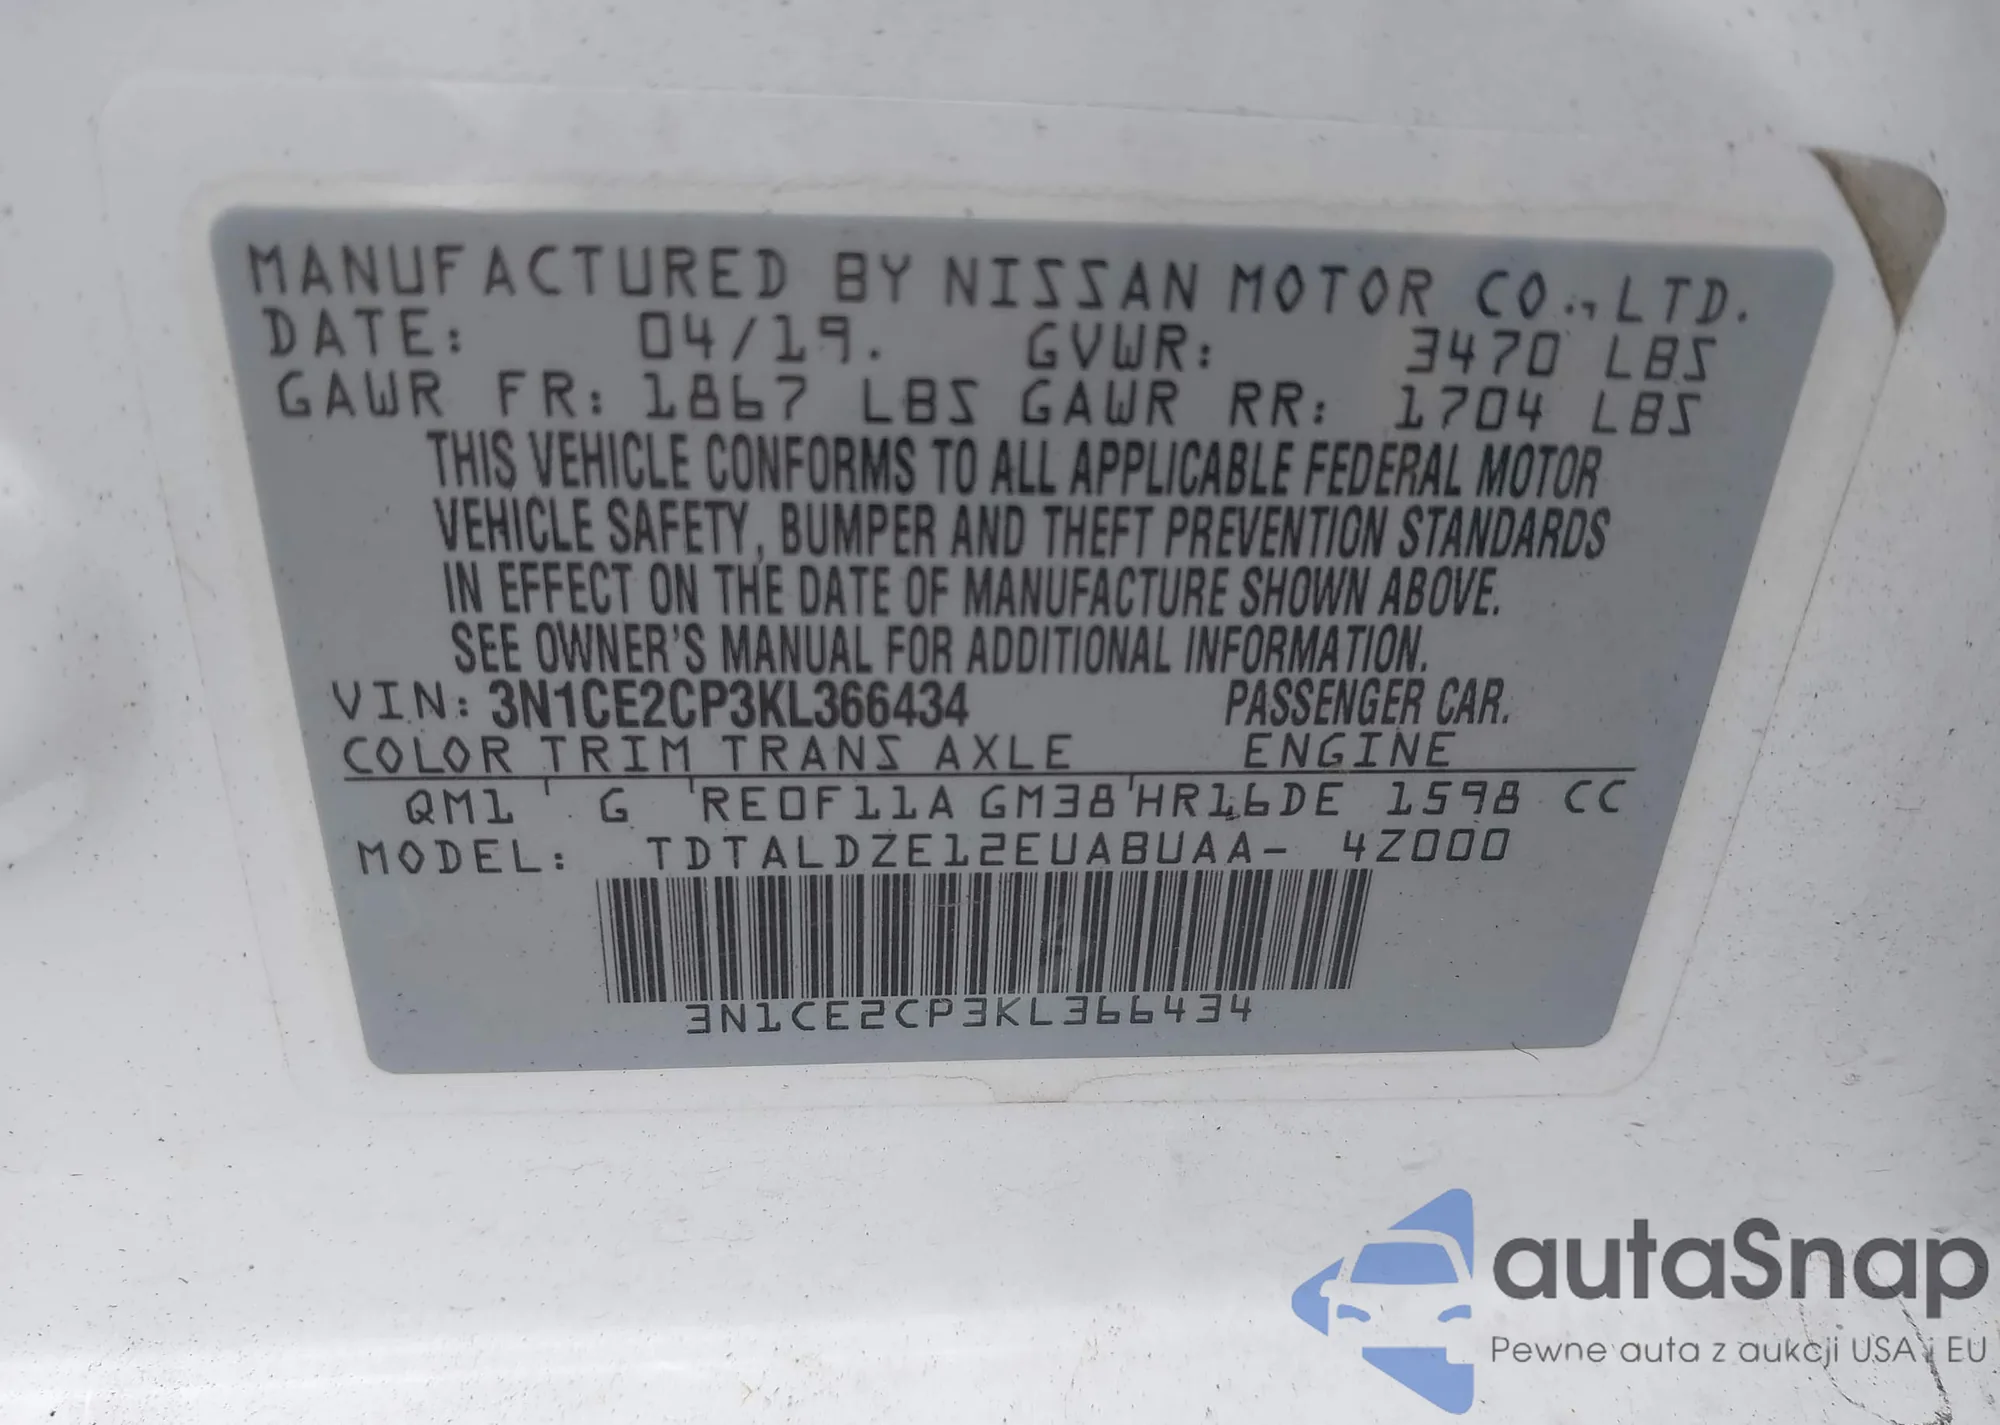 MANUFACTURED BY NISSAN MOTOR CO., LTD.
DATE: 04/19. GVWR: 3470 LBS
GAWR FR: 1867 LBS GAWR RR: 1704 LBS
THIS VEHICLE CONFORMS TO ALL APPLICABLE FEDERAL MOTOR
VEHICLE SAFETY, BUMPER AND THEFT PREVENTION STANDARDS
IN EFFECT ON THE DATE OF MANUFACTURE SHOWN ABOVE.
SEE OWNER'S MANUAL FOR ADDITIONAL INFORMATION.
VIN: 3N1CE2CP3KL366434 PASSENGER CAR.
COLOR TRIM TRANS AXLE ENGINE
QM1 G RE0F11A GM38 HR16DE 1598 CC
MODEL: TDTALDZE12EUABUAA- 4Z000
3N1CE2CP3KL366434
autaSnap
Pewne auta z aukcji USA i EU